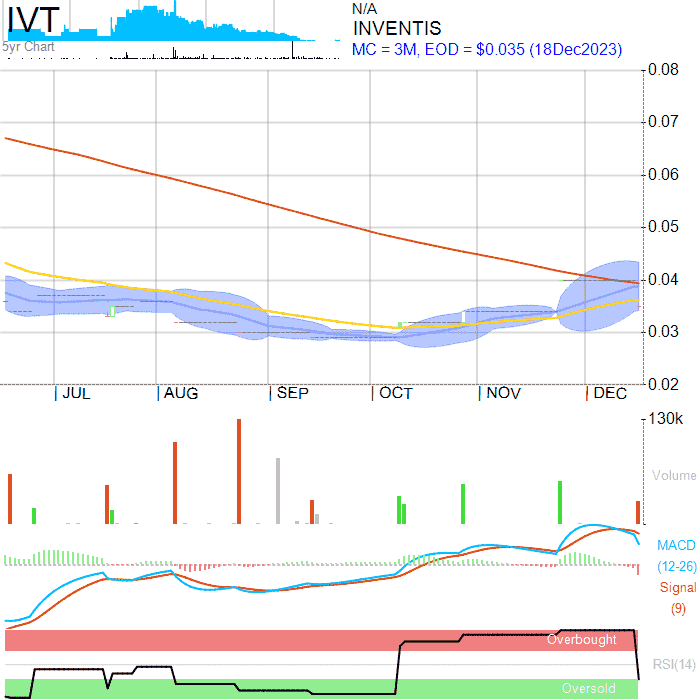 IVT
5yr Chart
N/A
INVENTIS
MC = 3M, EOD = $0.035 (18Dec2023)
0.08
0.07
0.06
0.05
0.04
0.03
0.02
JUL AUG SEP OCT NOV DEC
130k
Volume
MACD
(12-26)
Signal
(9)
Overbought
RSI(14)
Oversold